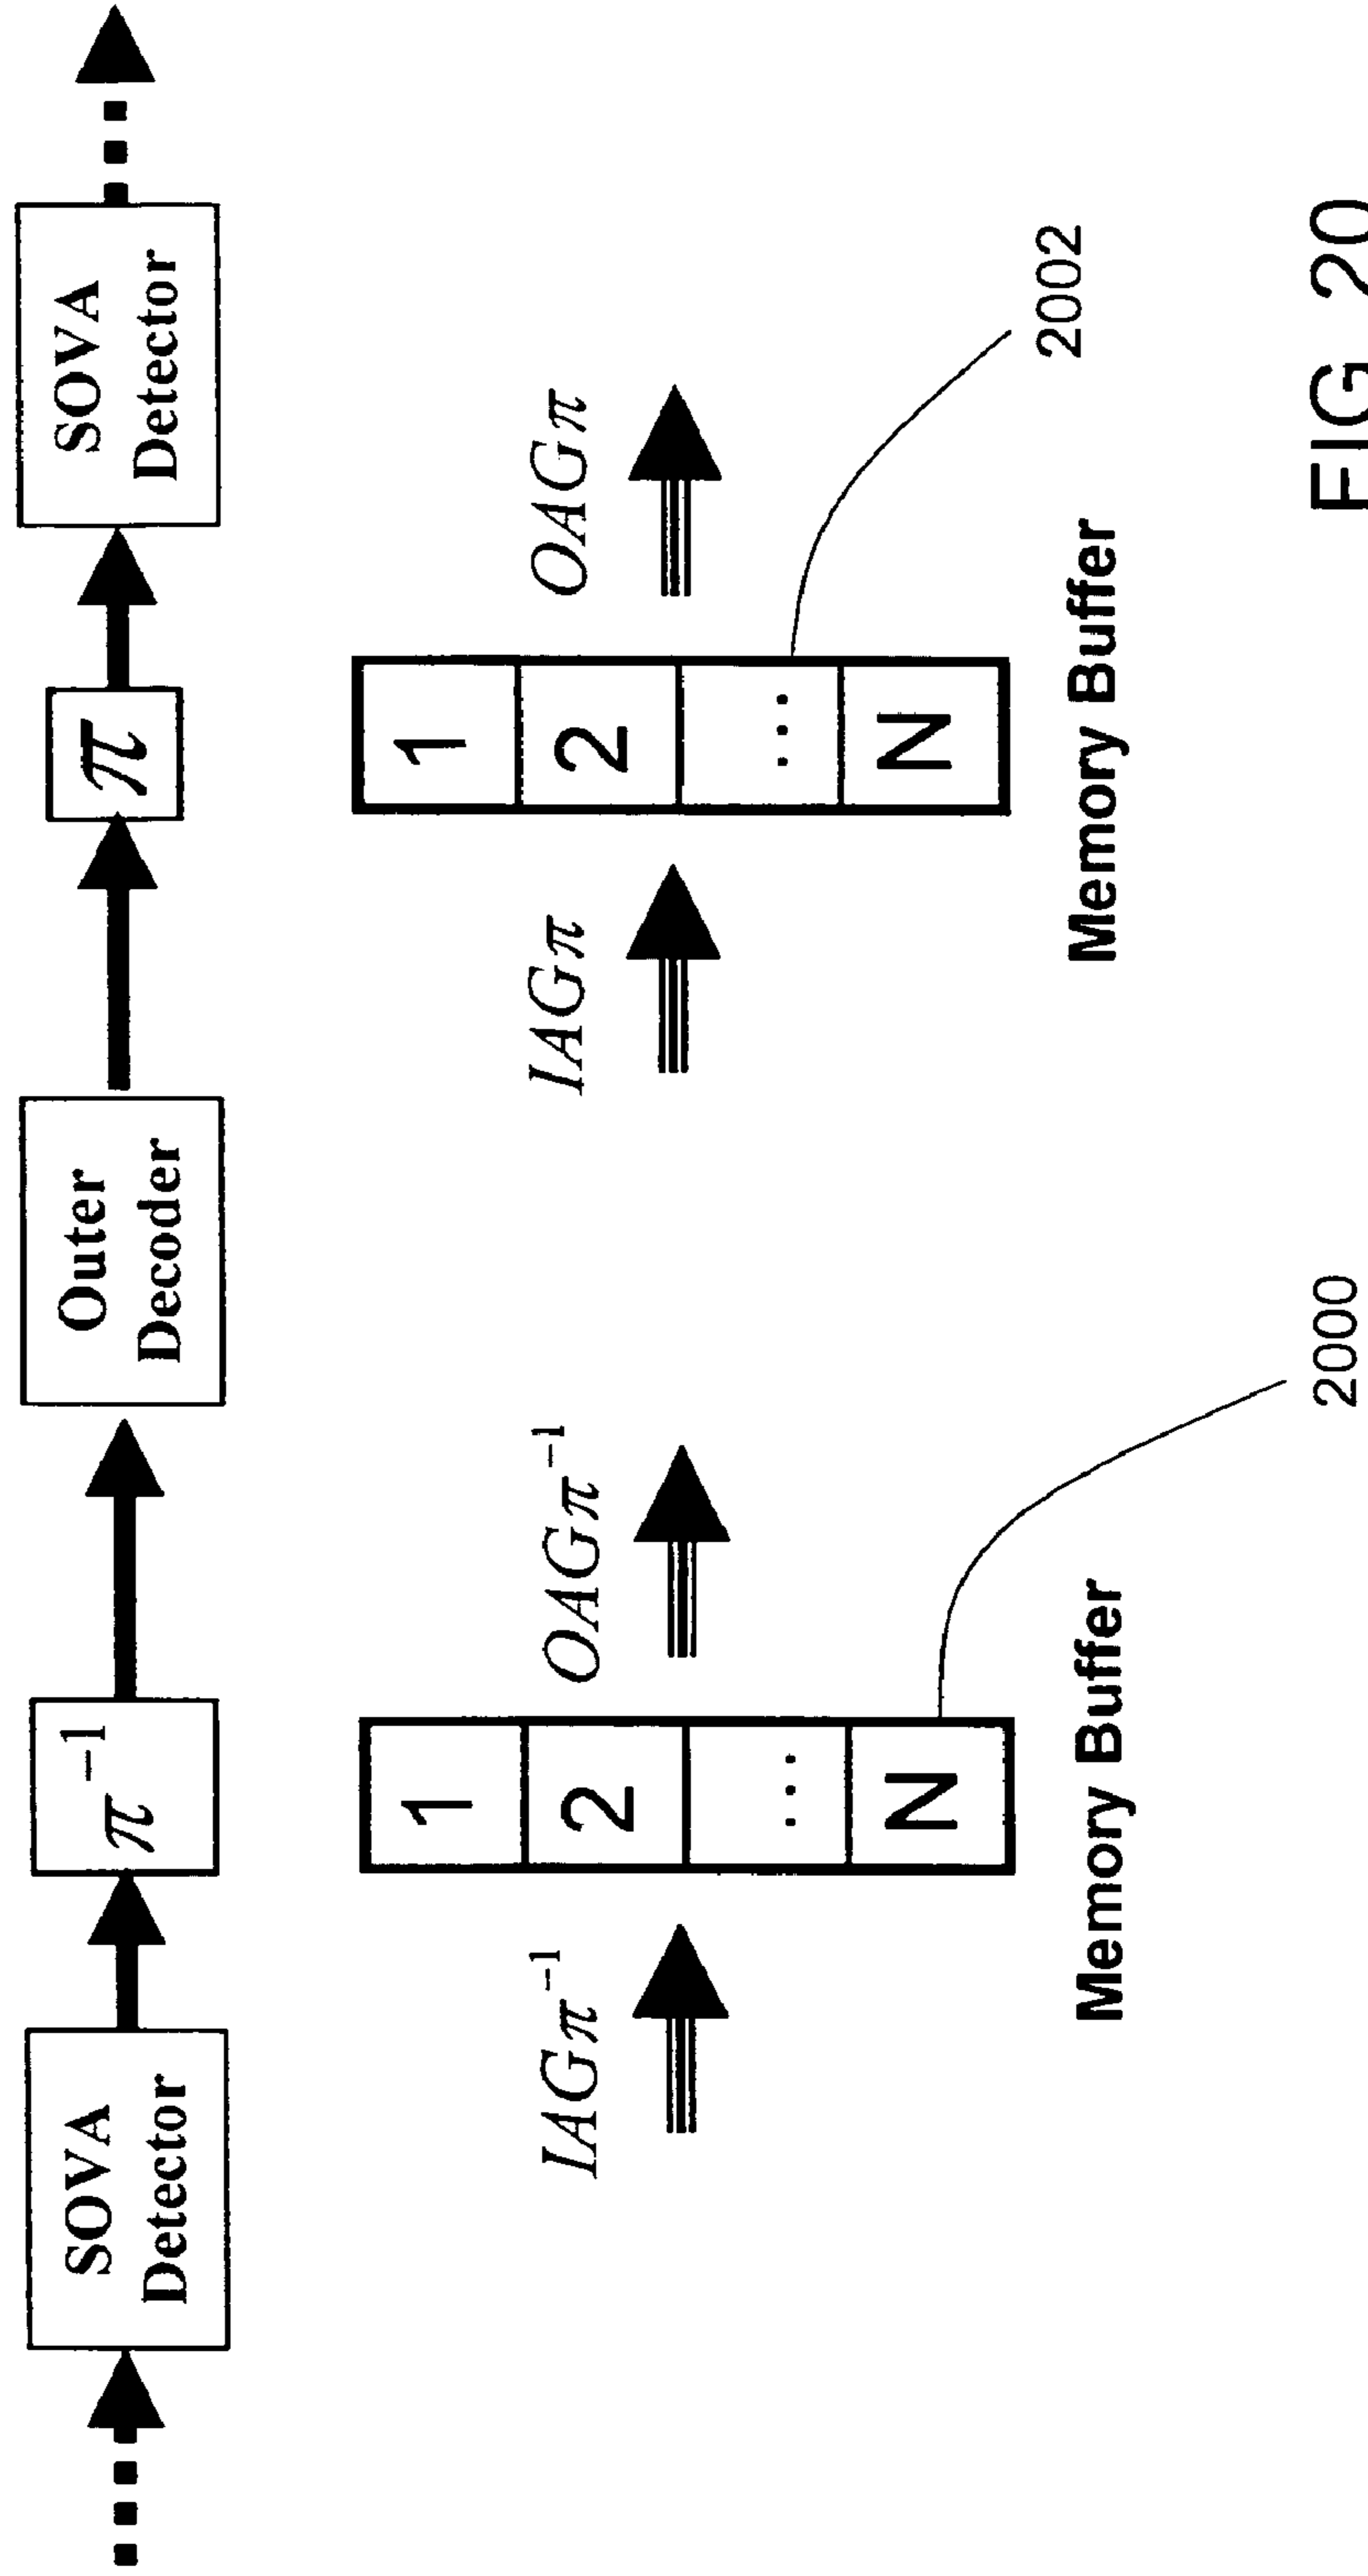 SOVA
Detector
π⁻¹
Outer
Decoder
π
SOVA
Detector
IAGπ⁻¹
1
2
...
N
OAGπ⁻¹
IAGπ
1
2
...
N
OAGπ
Memory Buffer
2000
Memory Buffer
2002
FIG 20